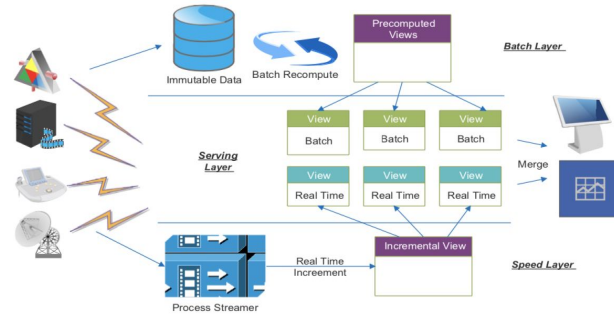 Precomputed
Views
Batch Layer
Immutable Data
Batch Recompute
View
Batch
View
Batch
View
Batch
Serving
Layer
Merge
View
Real Time
View
Real Time
View
Real Time
Incremental View
Real Time
Increment
Speed Layer
Process Streamer